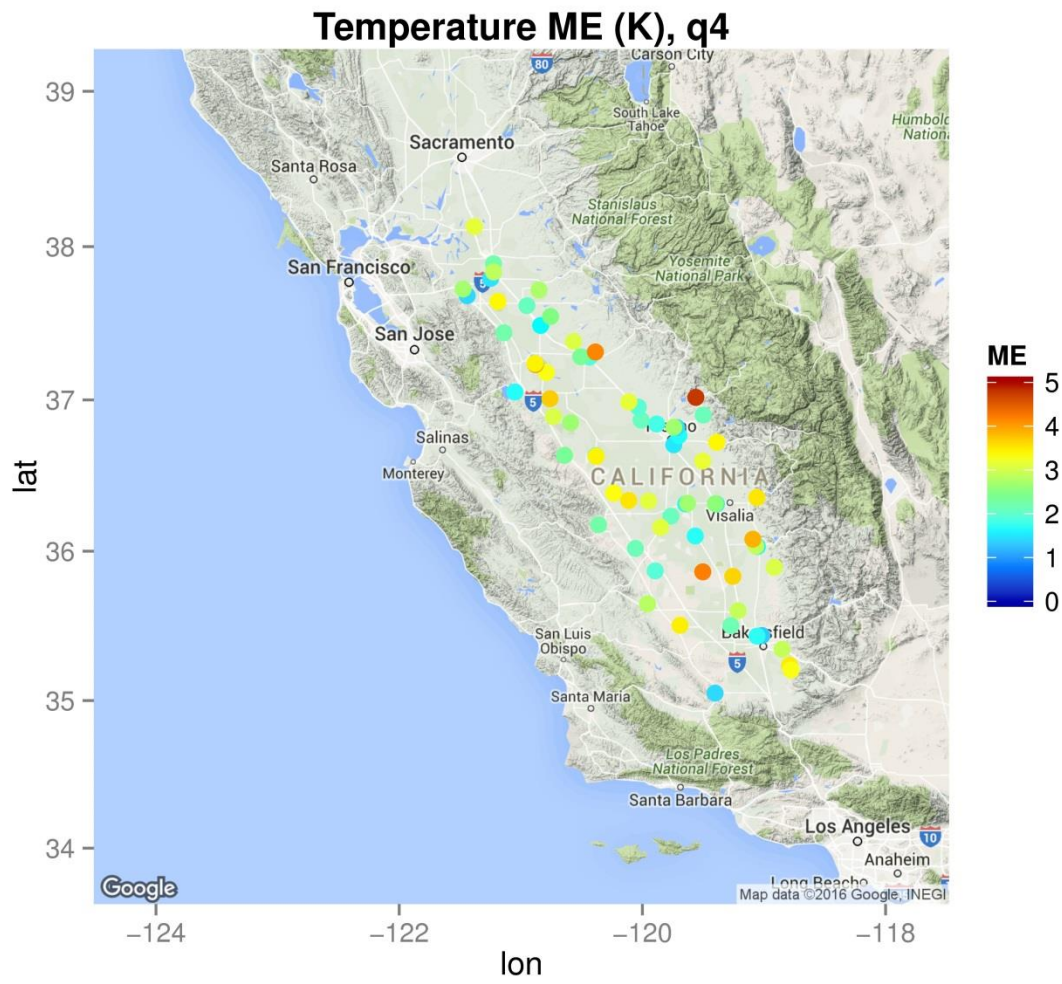 Temperature ME (K), q4
80
Carson City
39
South Lake
Tahoe
Humbol
Nation
Sacramento
Santa Rosa
Stanislaus
National Forest
38
San Francisco
5
Yosemite
National Park
San Jose
ME
5
4
3
2
1
0
37
5
Salinas
Monterey
CALIFORNIA
Visalia
lat
36
San Luis
Obispo
Bakersfield
5
35
Santa Maria
Los Padres
National Forest
Santa Barbara
Los Angeles
10
34
Anaheim
Long Beach
Google
Map data ©2016 Google, INEGI
−124
−122
−120
−118
lon